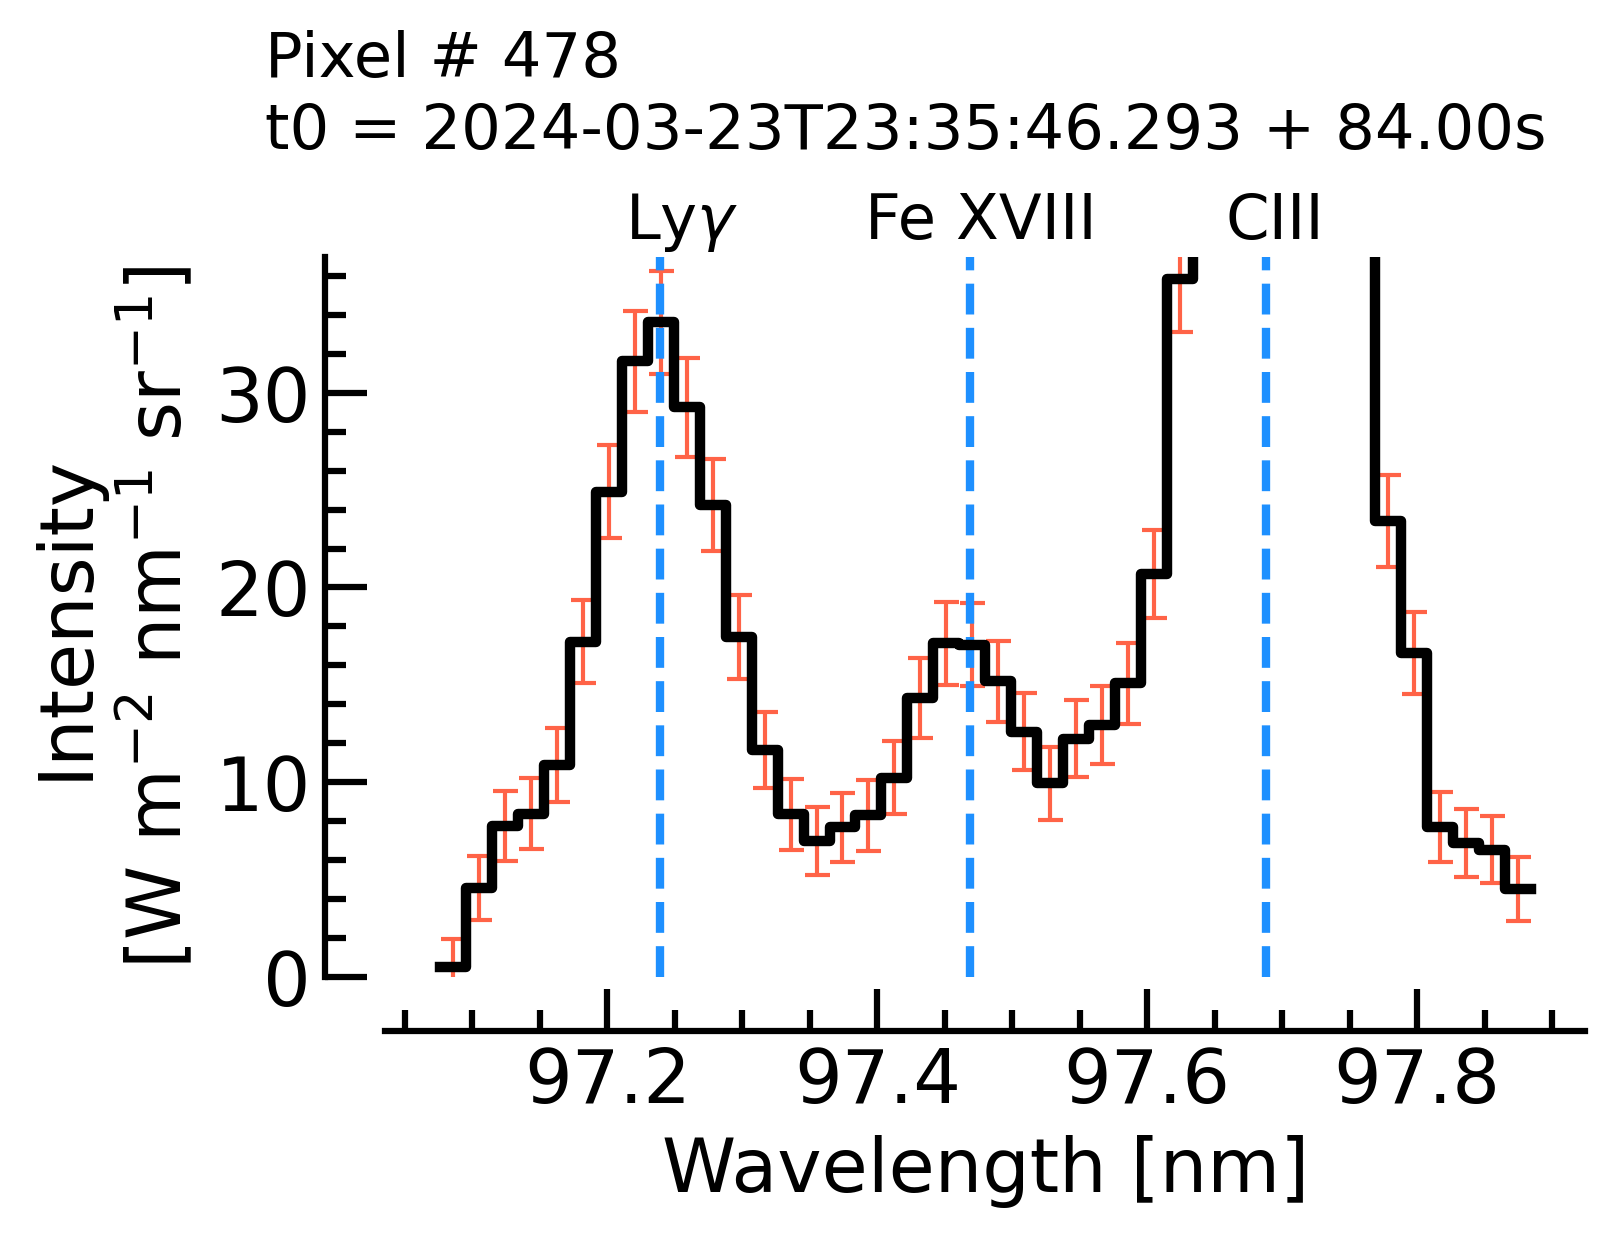 Pixel # 478
t0 = 2024-03-23T23:35:46.293 + 84.00s
Lyγ Fe XVIII CIII
Intensity
[W m⁻² nm⁻¹ sr⁻¹]
30
20
10
0
97.2 97.4 97.6 97.8
Wavelength [nm]